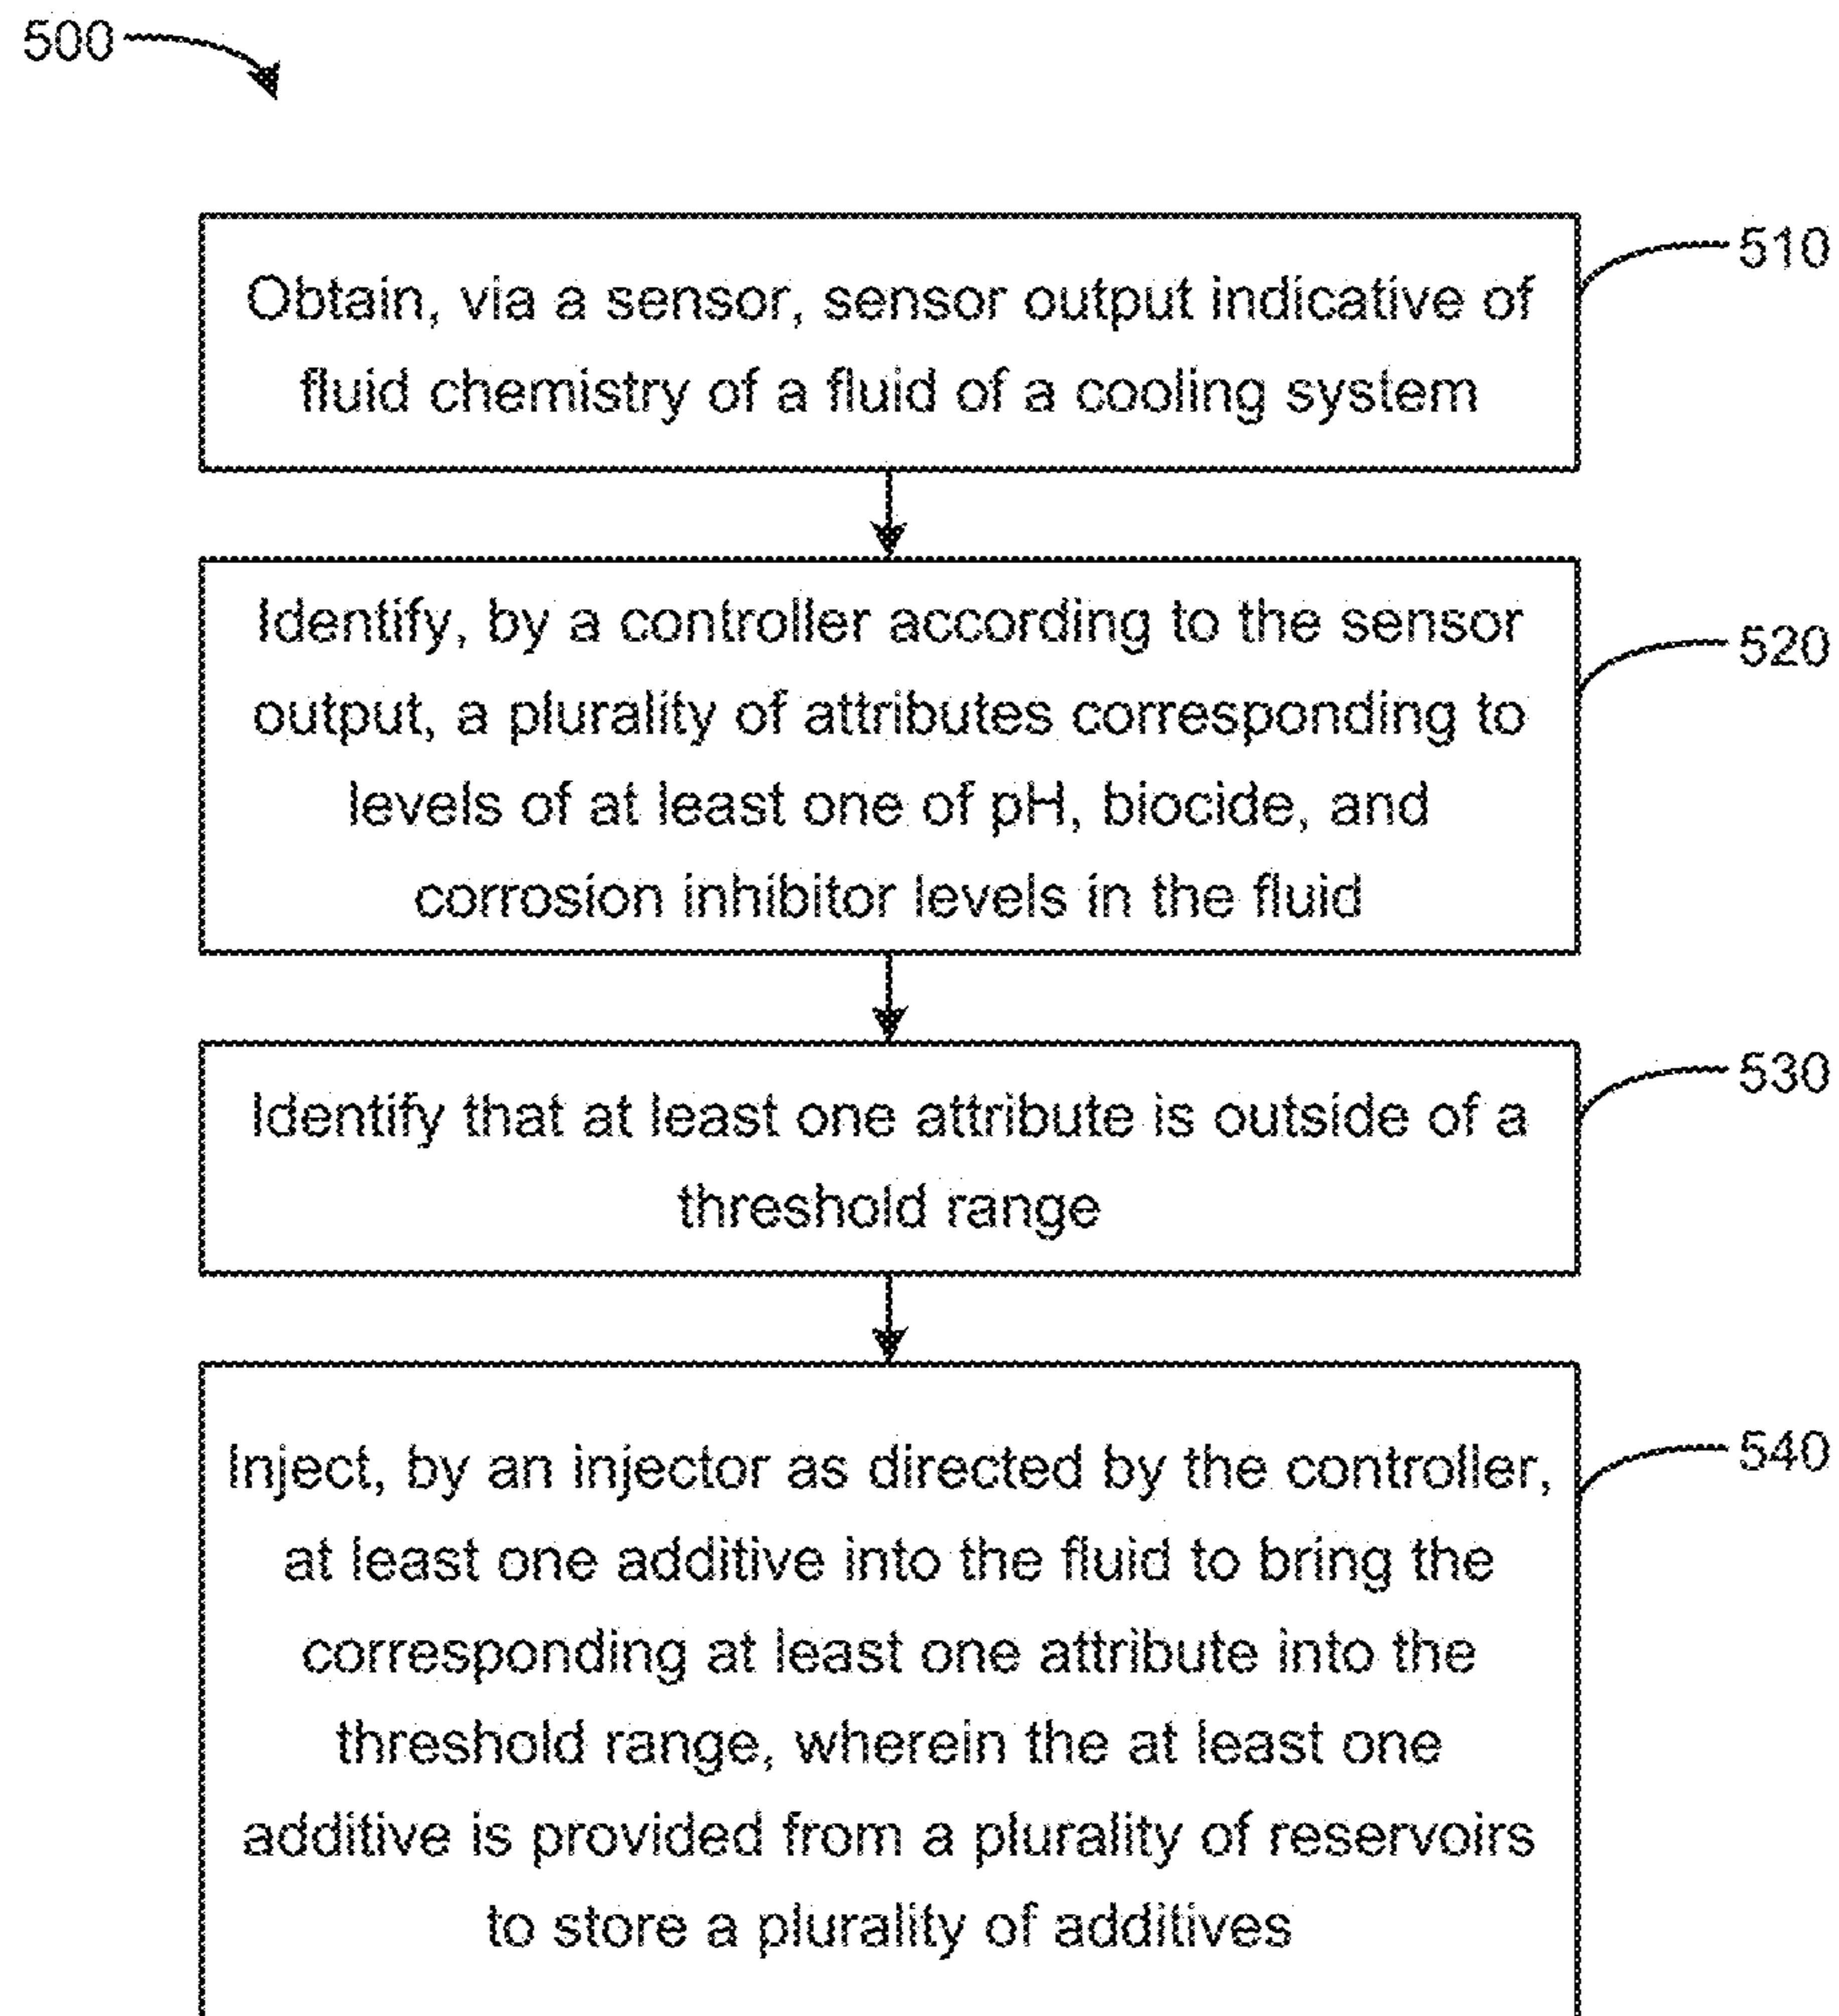 500
510
Obtain, via a sensor, sensor output indicative of
fluid chemistry of a fluid of a cooling system
520
Identify, by a controller according to the sensor
output, a plurality of attributes corresponding to
levels of at least one of pH, biocide, and
corrosion inhibitor levels in the fluid
530
Identify that at least one attribute is outside of a
threshold range
540
Inject, by an injector as directed by the controller,
at least one additive into the fluid to bring the
corresponding at least one attribute into the
threshold range, wherein the at least one
additive is provided from a plurality of reservoirs
to store a plurality of additives